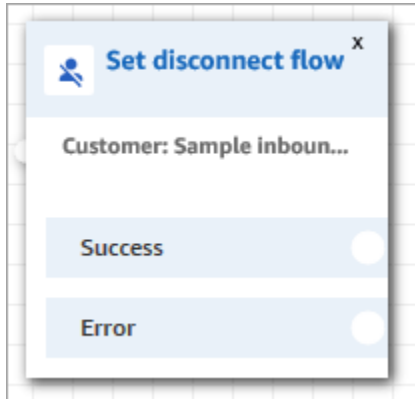 Set disconnect flow
x
Customer: Sample inboun...
Success
Error